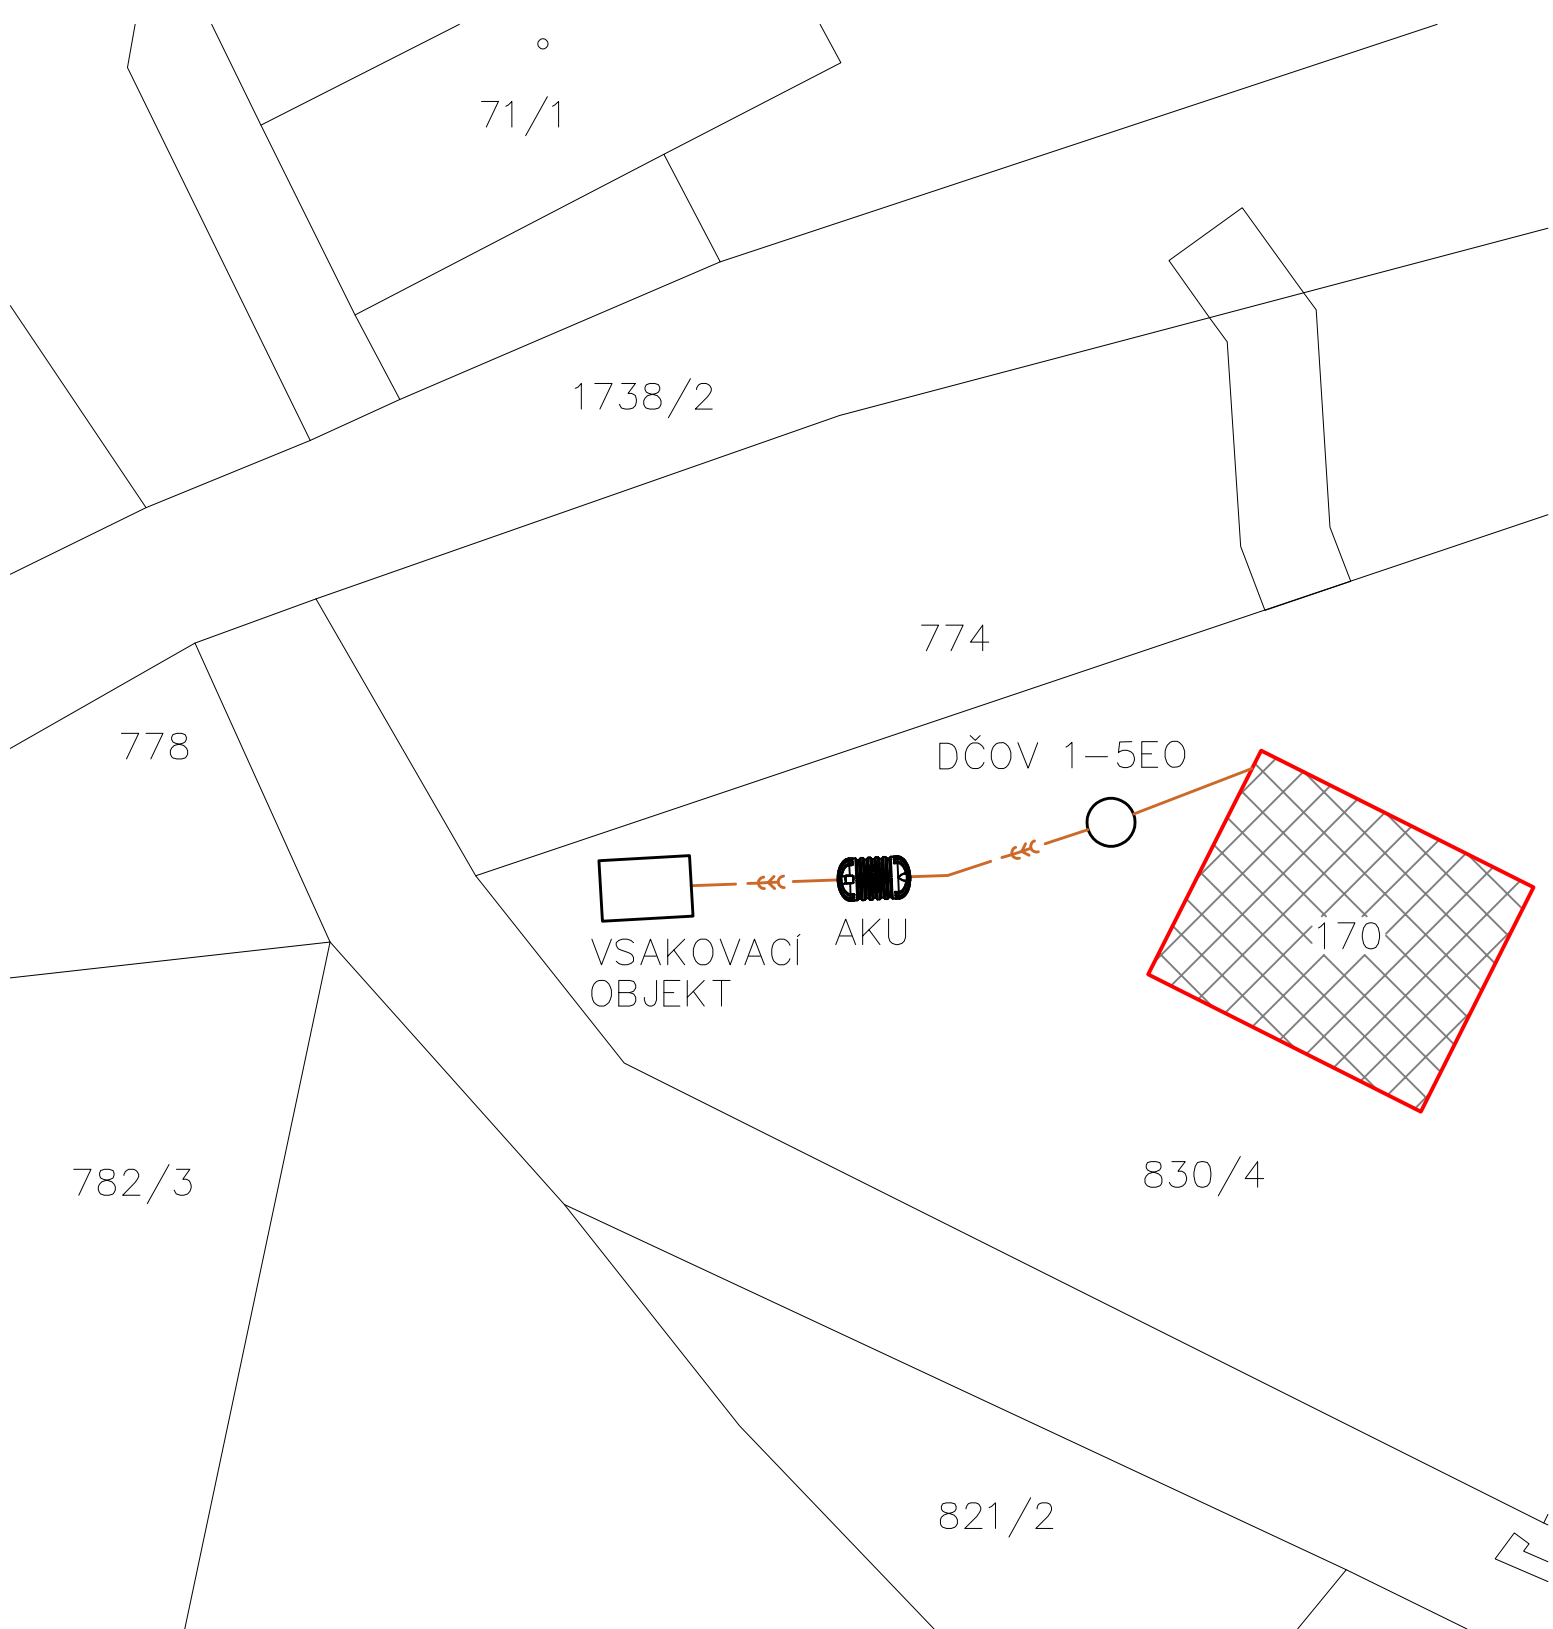 71/1
1738/2
774
778
DČOV 1-5EO
170
AKU
VSAKOVACÍ
OBJEKT
782/3
830/4
821/2